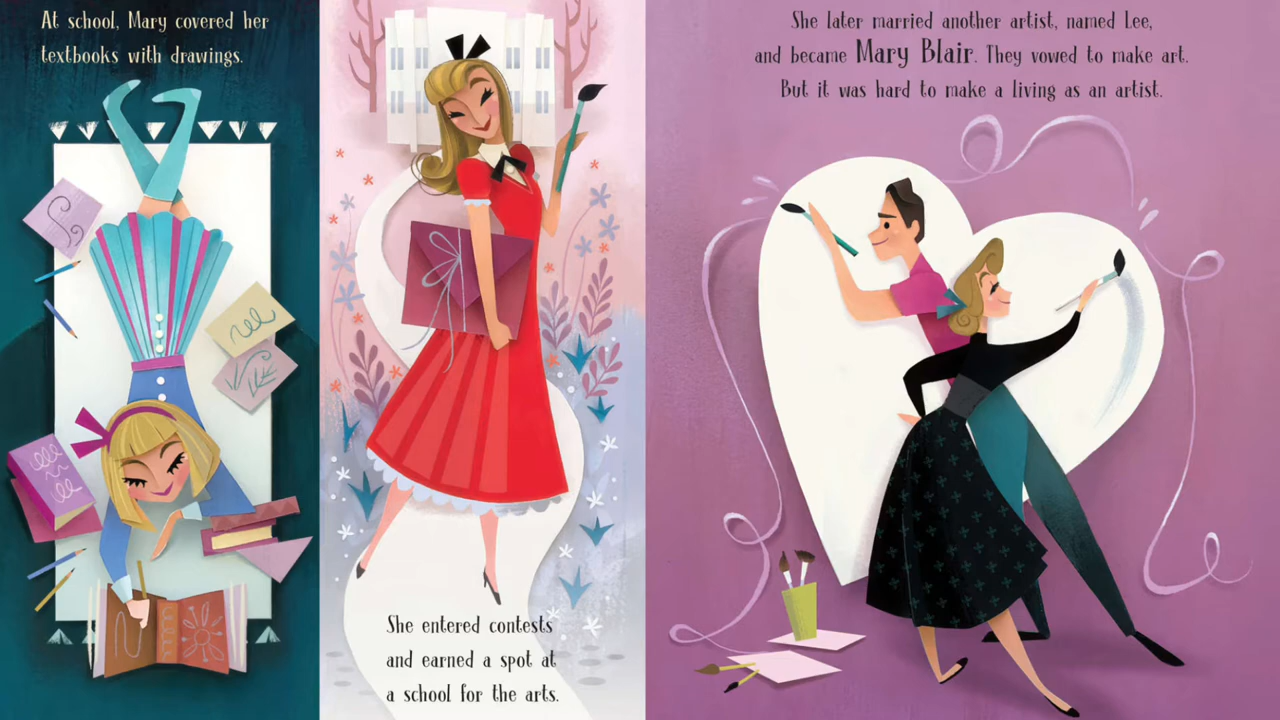 At school, Mary covered her
textbooks with drawings.
She entered contests
and earned a spot at
a school for the arts.
She later married another artist, named Lee,
and became Mary Blair. They vowed to make art.
But it was hard to make a living as an artist.